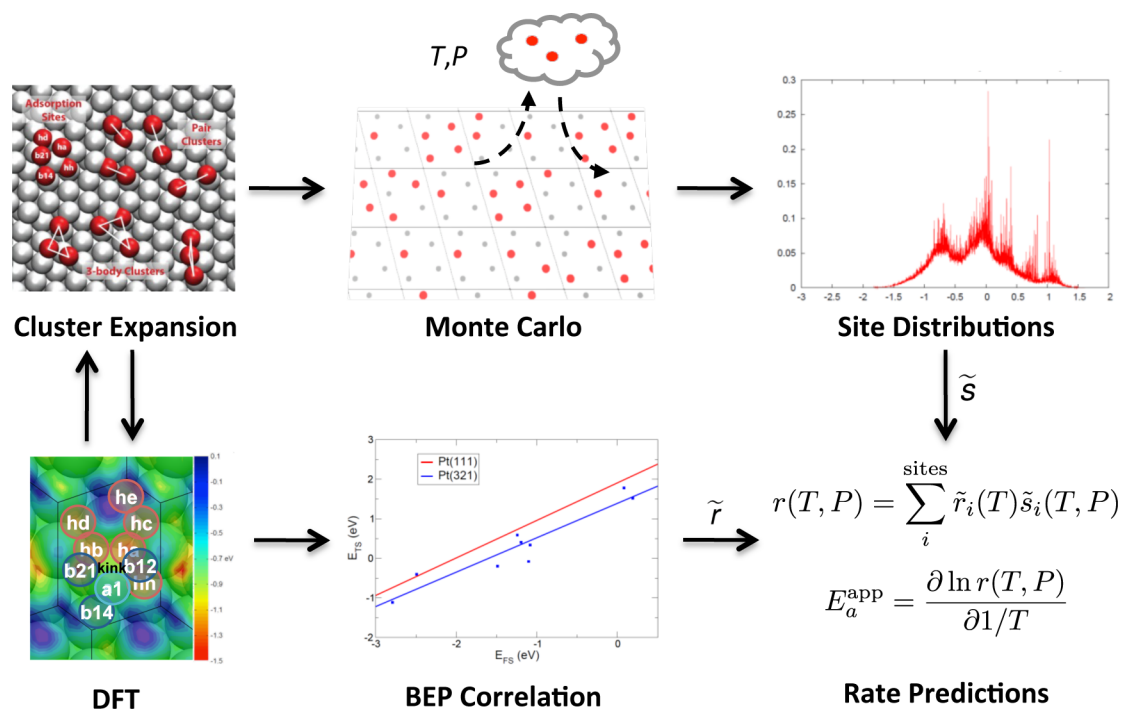 T,P
Adsorption
Sites
Pair
Clusters
hd
ha
b21
hh
b14
3-body Clusters
0.3
0.25
0.2
0.15
0.1
0.05
0
-3 -2.5 -2 -1.5 -1 -0.5 0 0.5 1 1.5 2
Cluster Expansion
Monte Carlo
Site Distributions
s̃
he
hd
hc
hb
ha
b21
kink
b12
a1
hh
b14
0.1
-0.1
-0.3
-0.5
-0.7 eV
-0.9
-1.1
-1.3
-1.5
3
2
1
0
-1
-2
E_TS (eV)
Pt(111)
Pt(321)
-3 -2 -1 0
E_FS (eV)
r̃
r(T, P) = ∑_i^sites r̃_i(T) s̃_i(T, P)
E_a^app = ∂ ln r(T, P) / ∂1/T
DFT
BEP Correlation
Rate Predictions